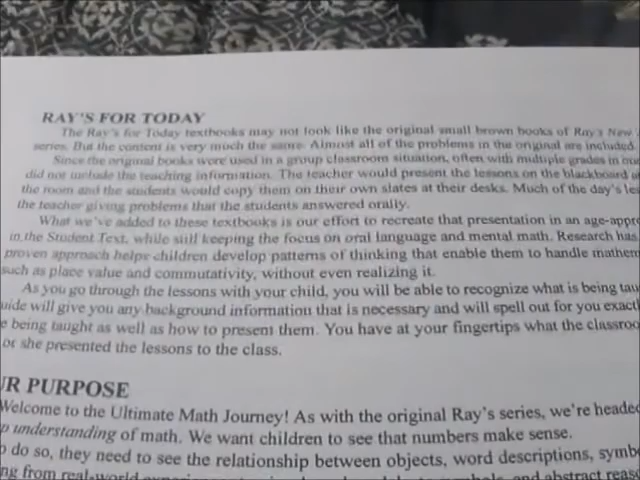 RAY'S FOR TODAY
The Ray's for Today textbooks may not look like the original small brown books of Ray's New
series. But the content is very much the same. Almost all of the problems in the original are included.
Since the original books were used in a group classroom situation, often with multiple grades in
did not include the teaching information. The teacher would present the lessons on the blackboard
the room and the students would copy them on their own slates at their desks. Much of the day's
the teacher giving problems that the students answered orally.
What we've added to these textbooks is our effort to recreate that presentation in an age-appr
in the Student Text, while still keeping the focus on oral language and mental math. Research has
proven approach helps children develop patterns of thinking that enable them to handle mathem
such as place value and commutativity, without even realizing it.
As you go through the lessons with your child, you will be able to recognize what is being tau
uide will give you any background information that is necessary and will spell out for you exact
e being taught as well as how to present them. You have at your fingertips what the classroo
or she presented the lessons to the class.
UR PURPOSE
Welcome to the Ultimate Math Journey! As with the original Ray's series, we're heade
p understanding of math. We want children to see that numbers make sense.
o do so, they need to see the relationship between objects, word descriptions, symb
ng from real-world and abstract reas